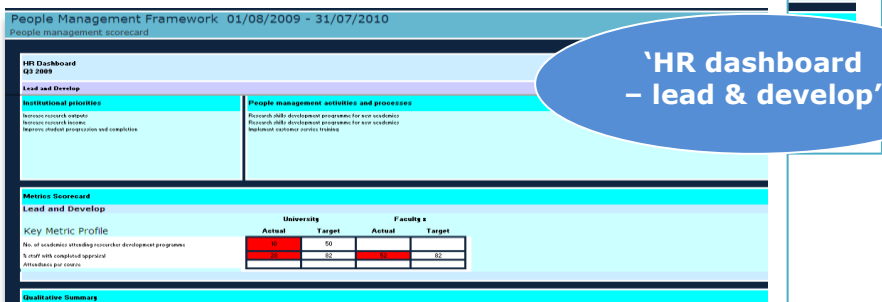 People Management Framework 01/08/2009 - 31/07/2010
People management scorecard
'HR dashboard
– lead & develop'
HR Dashboard
Q3 2009
Lead and Develop
Institutional priorities People management activities and processes
Increase research outputs Research skills development programme for new academics
Increase research income Research skills development programme for new academics
Improve student progression and completion Implement customer service training
Metrics Scorecard
Lead and Develop
University Faculty x
Key Metric Profile Actual Target Actual Target
No. of academics attending researcher development programme 10 50
% staff with completed appraisal 82 82
Attendance per course
Qualitative Summary